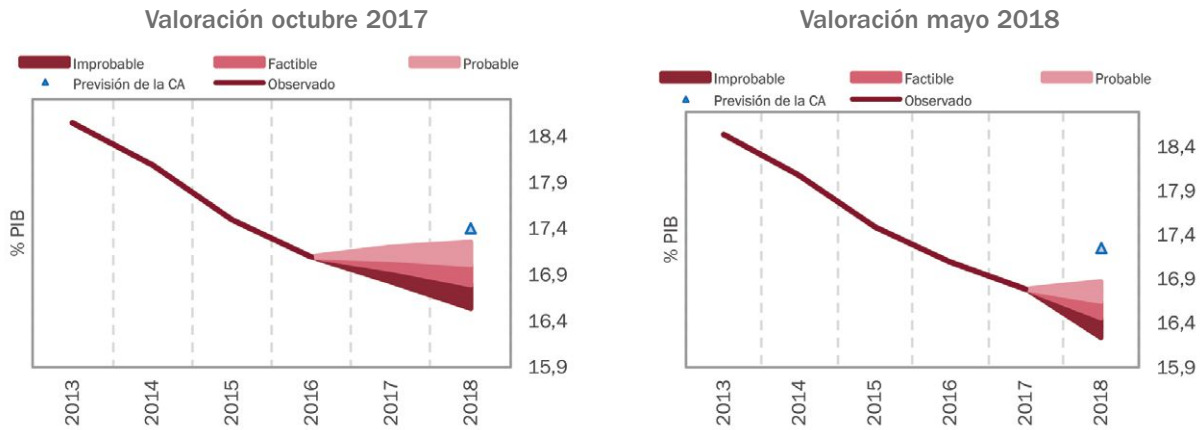 Valoración octubre 2017
Improbable Factible Probable
Previsión de la CA Observado
% PIB
18,4
17,9
17,4
16,9
16,4
15,9
2013 2014 2015 2016 2017 2018
Valoración mayo 2018
Improbable Factible Probable
Previsión de la CA Observado
% PIB
18,4
17,9
17,4
16,9
16,4
15,9
2013 2014 2015 2016 2017 2018